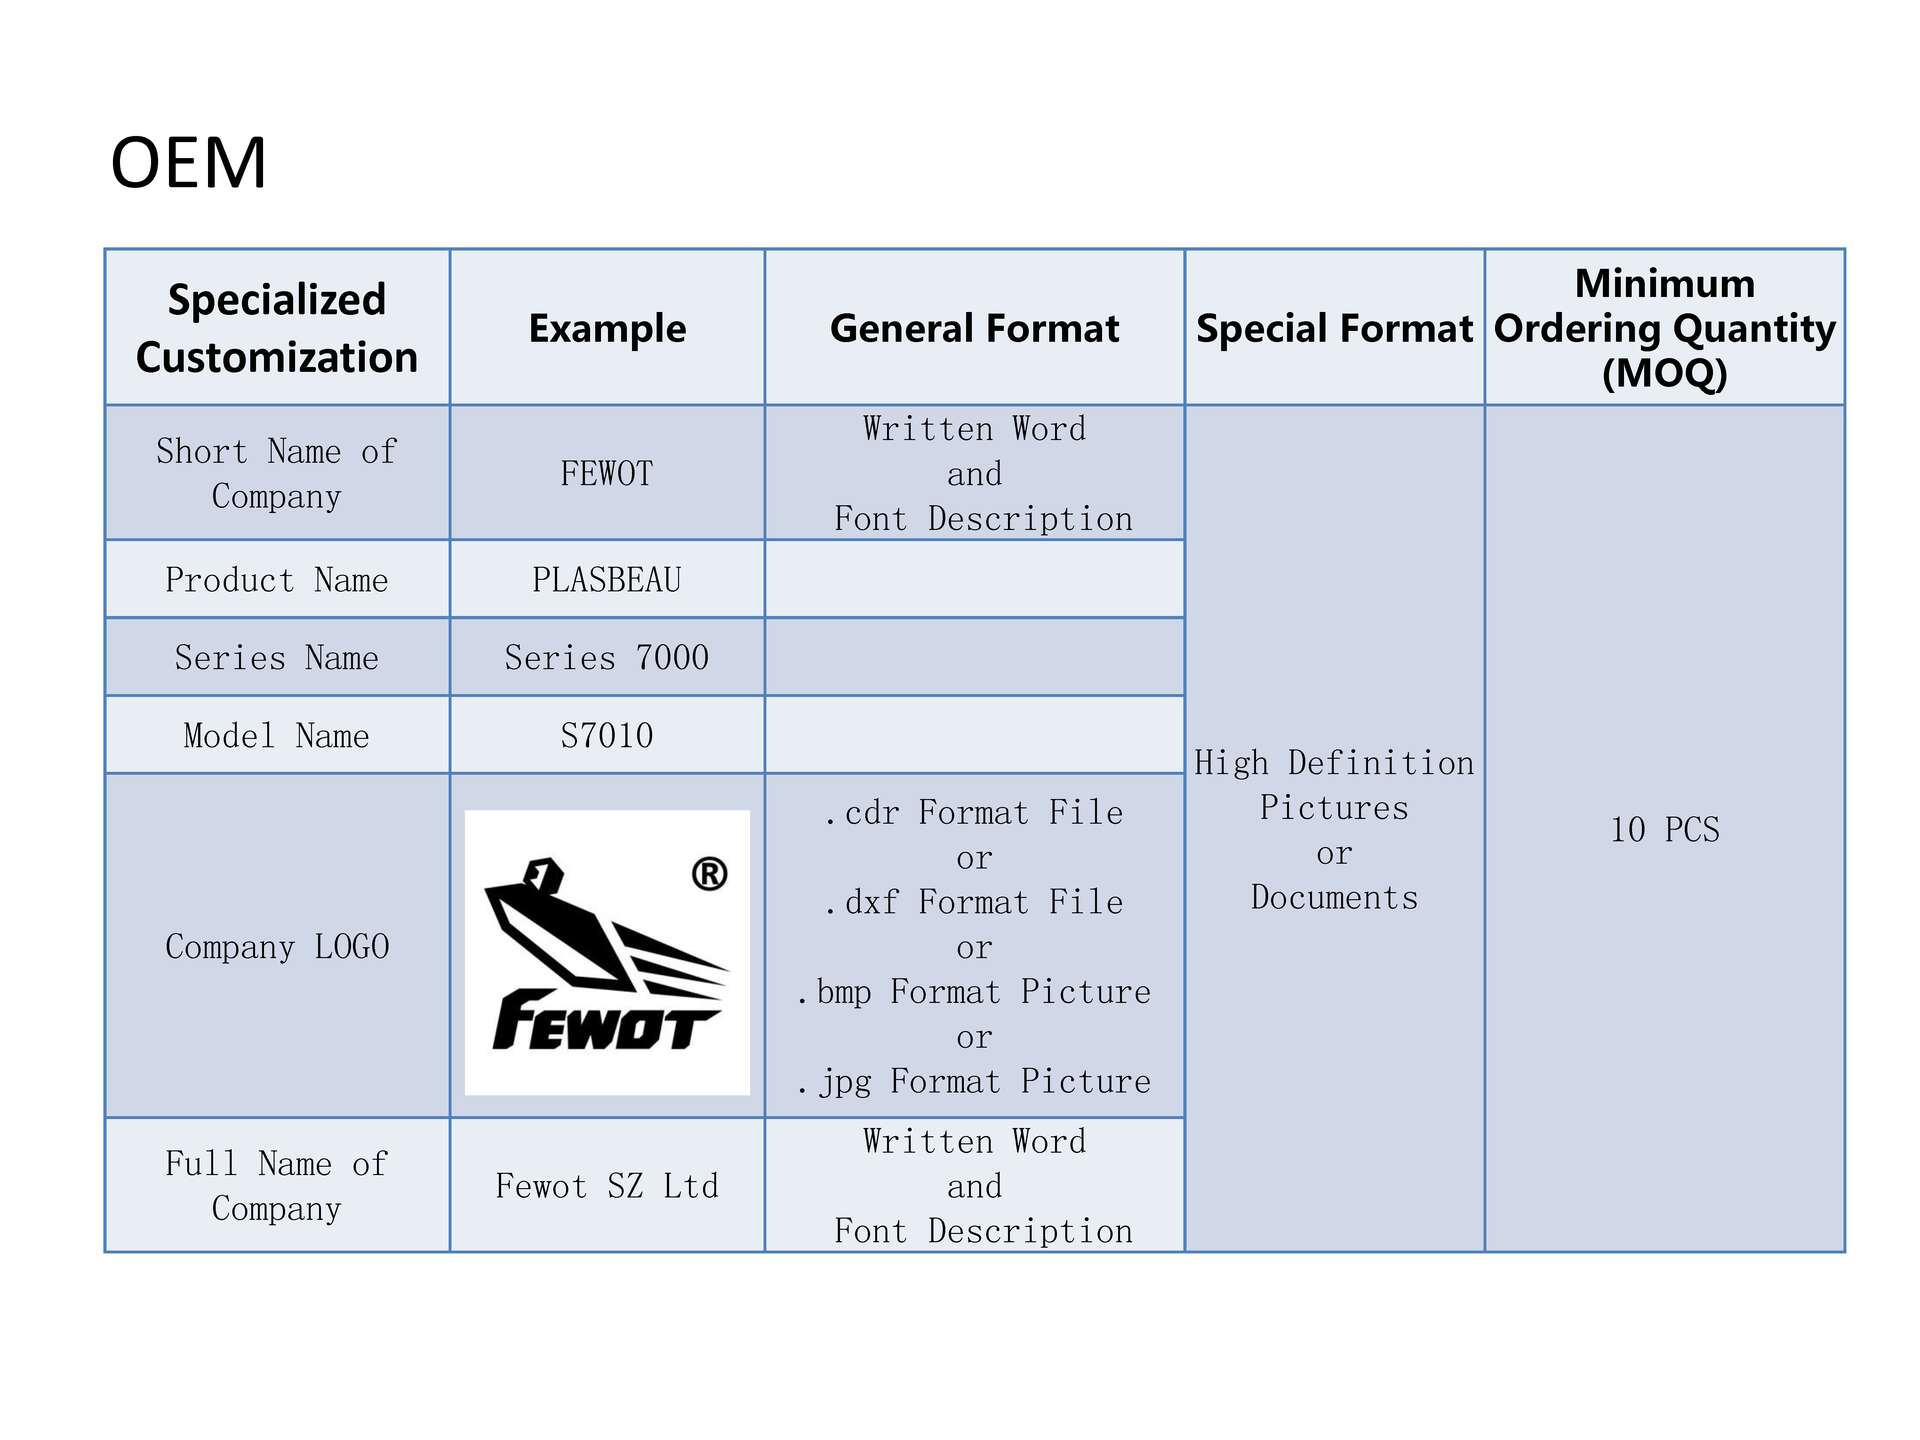 OEM
Specialized
Customization
Example
General Format
Special Format
Minimum
Ordering Quantity
(MOQ)
Short Name of
Company
FEWOT
Written Word
and
Font Description
Product Name
PLASBEAU
Series Name
Series 7000
Model Name
S7010
Company LOGO
®
FEWOT
.cdr Format File
or
.dxf Format File
or
.bmp Format Picture
or
.jpg Format Picture
Full Name of
Company
Fewot SZ Ltd
Written Word
and
Font Description
High Definition
Pictures
or
Documents
10 PCS